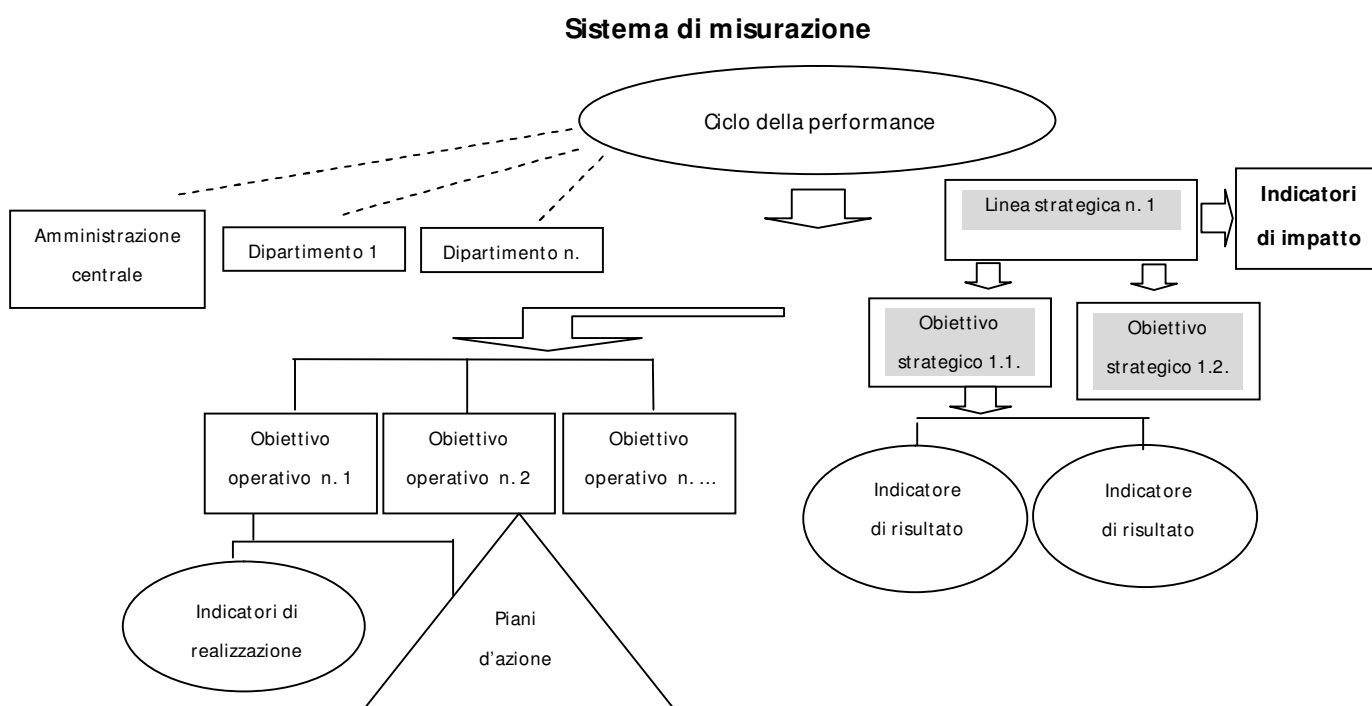 Sistema di misurazione
Ciclo della performance
Amministrazione
centrale
Dipartimento 1
Dipartimento n.
Linea strategica n. 1
Indicatori
di impatto
Obiettivo
strategico 1.1.
Obiettivo
strategico 1.2.
Obiettivo
operativo n. 1
Obiettivo
operativo n. 2
Obiettivo
operativo n. …
Indicatore
di risultato
Indicatore
di risultato
Indicatori di
realizzazione
Piani
d'azione